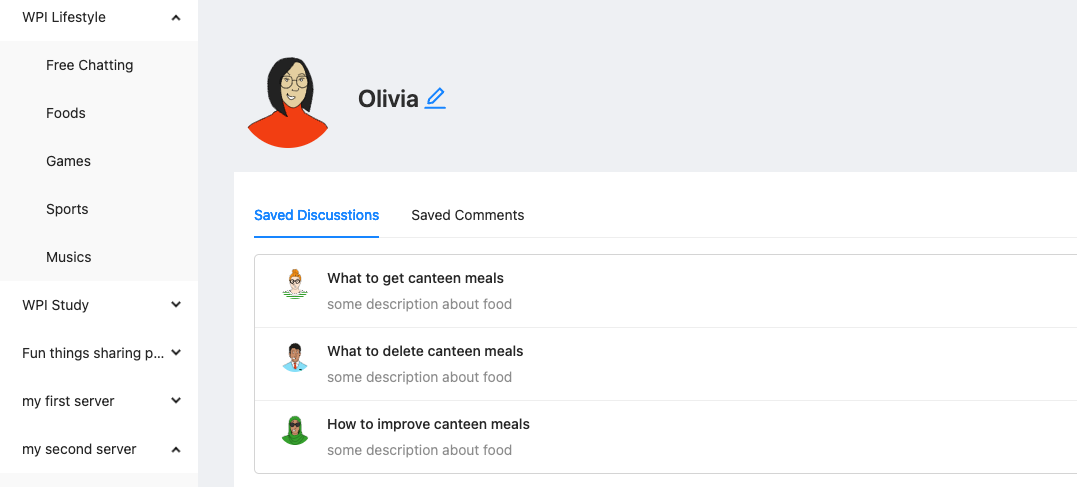 WPI Lifestyle
Free Chatting
Foods
Games
Sports
Musics
WPI Study
Fun things sharing p...
my first server
my second server
Olivia
Saved Discusstions
Saved Comments
What to get canteen meals
some description about food
What to delete canteen meals
some description about food
How to improve canteen meals
some description about food